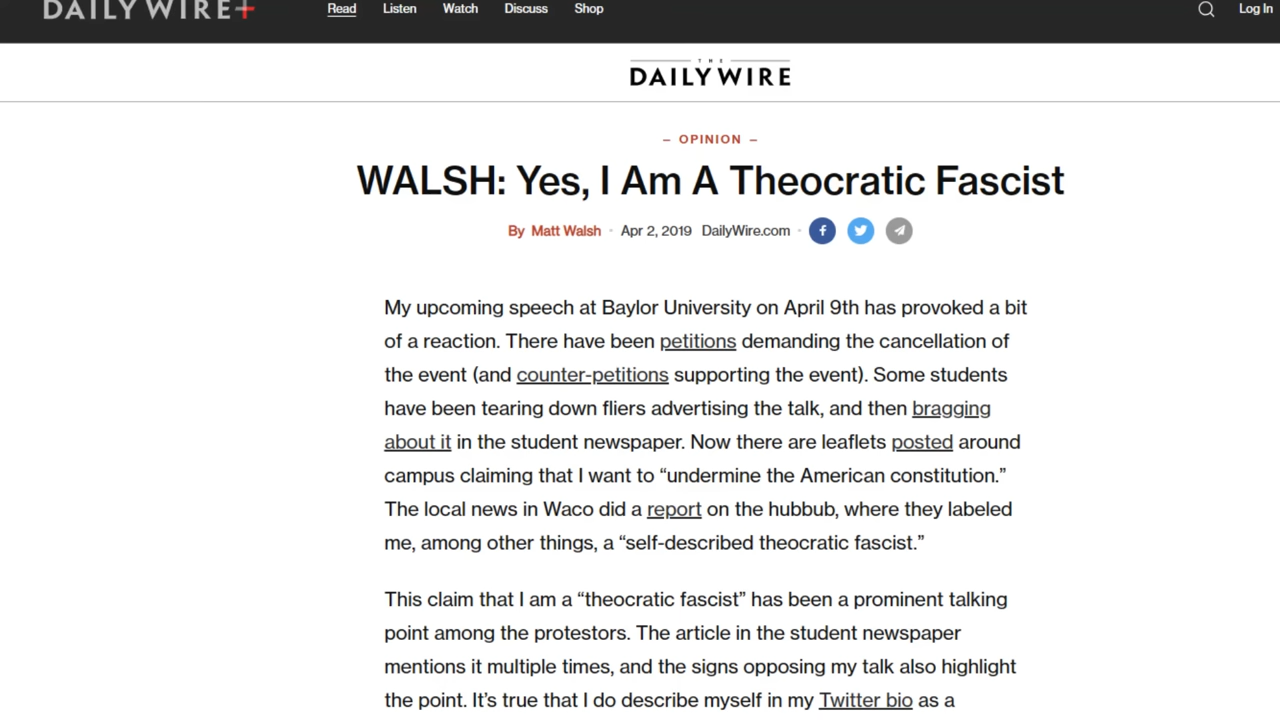 DAILYWIRE+ Read Listen Watch Discuss Shop Log In
THE
DAILYWIRE
– OPINION –
WALSH: Yes, I Am A Theocratic Fascist
By Matt Walsh • Apr 2, 2019 DailyWire.com •
My upcoming speech at Baylor University on April 9th has provoked a bit
of a reaction. There have been petitions demanding the cancellation of
the event (and counter-petitions supporting the event). Some students
have been tearing down fliers advertising the talk, and then bragging
about it in the student newspaper. Now there are leaflets posted around
campus claiming that I want to “undermine the American constitution.”
The local news in Waco did a report on the hubbub, where they labeled
me, among other things, a “self-described theocratic fascist.”
This claim that I am a “theocratic fascist” has been a prominent talking
point among the protestors. The article in the student newspaper
mentions it multiple times, and the signs opposing my talk also highlight
the point. It’s true that I do describe myself in my Twitter bio as a